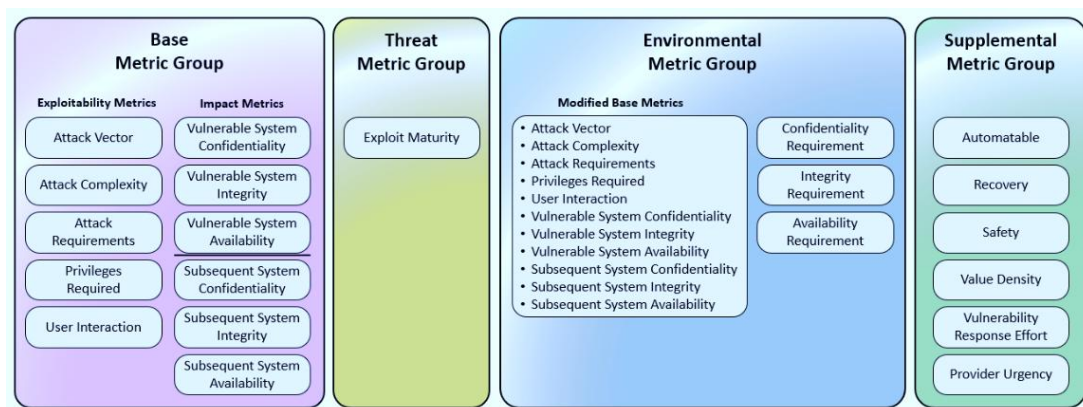 Base
Metric Group
Exploitability Metrics
Attack Vector
Attack Complexity
Attack
Requirements
Privileges
Required
User Interaction
Impact Metrics
Vulnerable System
Confidentiality
Vulnerable System
Integrity
Vulnerable System
Availability
Subsequent System
Confidentiality
Subsequent System
Integrity
Subsequent System
Availability
Threat
Metric Group
Exploit Maturity
Environmental
Metric Group
Modified Base Metrics
• Attack Vector
• Attack Complexity
• Attack Requirements
• Privileges Required
• User Interaction
• Vulnerable System Confidentiality
• Vulnerable System Integrity
• Vulnerable System Availability
• Subsequent System Confidentiality
• Subsequent System Integrity
• Subsequent System Availability
Confidentiality
Requirement
Integrity
Requirement
Availability
Requirement
Supplemental
Metric Group
Automatable
Recovery
Safety
Value Density
Vulnerability
Response Effort
Provider Urgency